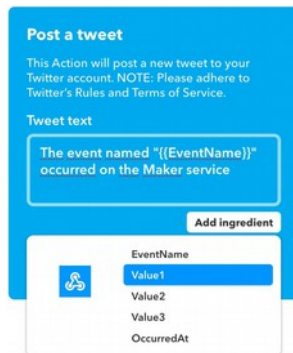 Post a tweet
This Action will post a new tweet to your
Twitter account. NOTE: Please adhere to
Twitter's Rules and Terms of Service.
Tweet text
The event named "{{EventName}}"
occurred on the Maker service
Add ingredient
EventName
Value1
Value2
Value3
OccurredAt